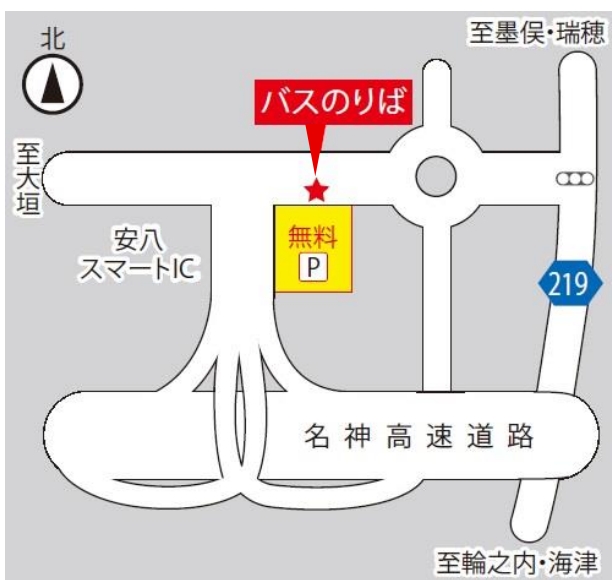 北
至墨俣・瑞穂
バスのりば
至大垣
無料
P
安八
スマートIC
219
名神高速道路
至輪之内・海津